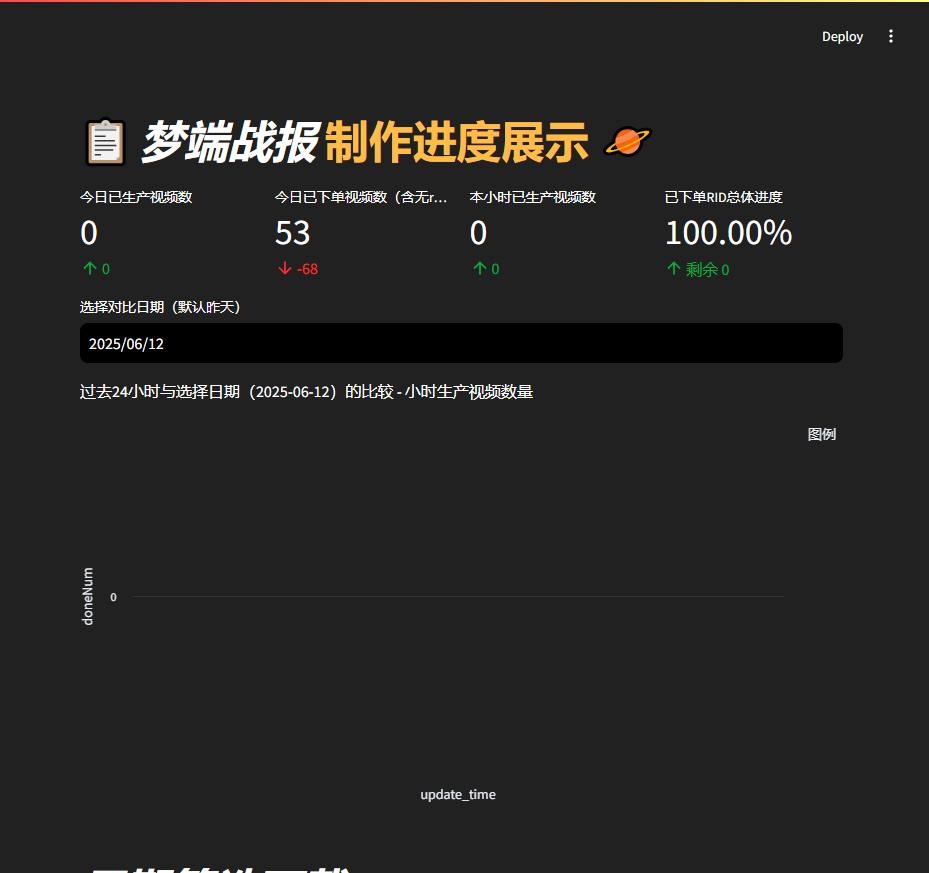 Deploy
梦端战报 制作进度展示
今日已生产视频数
0
0
今日已下单视频数（含无r...
53
-68
本小时已生产视频数
0
0
已下单RID总体进度
100.00%
剩余 0
选择对比日期（默认昨天）
2025/06/12
过去24小时与选择日期（2025-06-12）的比较 - 小时生产视频数量
图例
doneNum
0
update_time